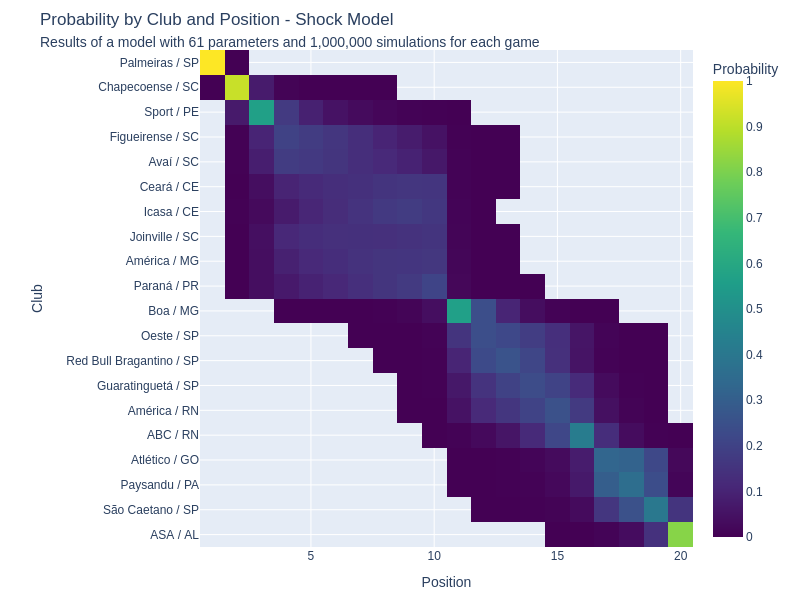 Probability by Club and Position - Shock Model
Results of a model with 61 parameters and 1,000,000 simulations for each game
Probability
Club
Palmeiras / SP
Chapecoense / SC
Sport / PE
Figueirense / SC
Avaí / SC
Ceará / CE
Icasa / CE
Joinville / SC
América / MG
Paraná / PR
Boa / MG
Oeste / SP
Red Bull Bragantino / SP
Guaratinguetá / SP
América / RN
ABC / RN
Atlético / GO
Paysandu / PA
São Caetano / SP
ASA / AL
1
0.9
0.8
0.7
0.6
0.5
0.4
0.3
0.2
0.1
0
5 10 15 20
Position